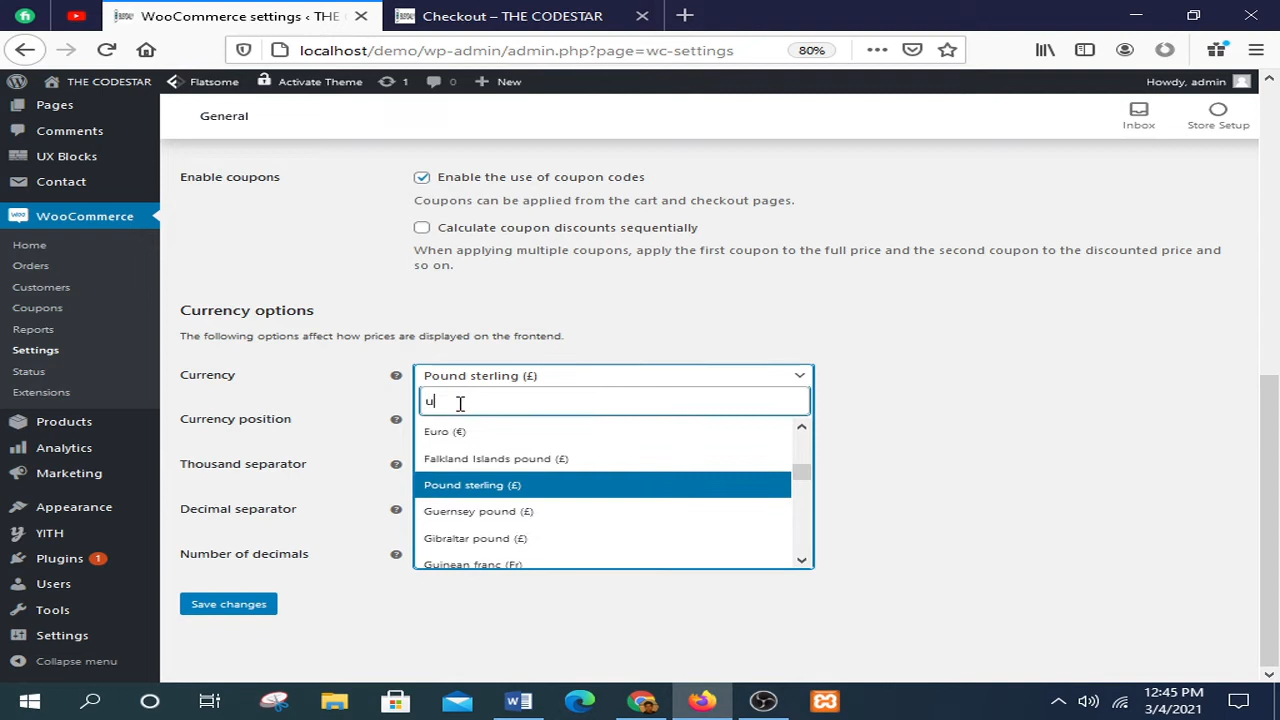 WooCommerce settings ‹ THE C
Checkout – THE CODESTAR
localhost/demo/wp-admin/admin.php?page=wc-settings
80%
THE CODESTAR
Flatsome
Activate Theme
1
0
New
Howdy, admin
Pages
Comments
UX Blocks
Contact
WooCommerce
Home
Orders
Customers
Coupons
Reports
Settings
Status
Extensions
Products
Analytics
Marketing
Appearance
YITH
Plugins 1
Users
Tools
Settings
Collapse menu
General
Inbox
Store Setup
Enable coupons
Enable the use of coupon codes
Coupons can be applied from the cart and checkout pages.
Calculate coupon discounts sequentially
When applying multiple coupons, apply the first coupon to the full price and the second coupon to the discounted price and
so on.
Currency options
The following options affect how prices are displayed on the frontend.
Currency
Pound sterling (£)
u
Euro (€)
Falkland Islands pound (£)
Pound sterling (£)
Guernsey pound (£)
Gibraltar pound (£)
Guinean franc (Fr)
Currency position
Thousand separator
Decimal separator
Number of decimals
Save changes
12:45 PM
3/4/2021